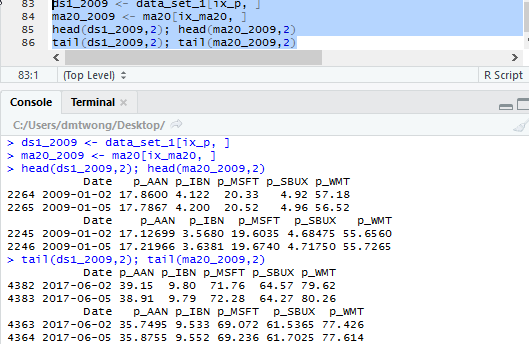 83 ds1_2009 <- data_set_1[ix_p, ]
84 ma20_2009 <- ma20[ix_ma20, ]
85 head(ds1_2009,2); head(ma20_2009,2)
86 tail(ds1_2009,2); tail(ma20_2009,2)
83:1 (Top Level) R Script
Console Terminal
C:/Users/dmtwong/Desktop/
> ds1_2009 <- data_set_1[ix_p, ]
> ma20_2009 <- ma20[ix_ma20, ]
> head(ds1_2009,2); head(ma20_2009,2)
Date p_AAN p_IBN p_MSFT p_SBUX p_WMT
2264 2009-01-02 17.8600 4.122 20.33 4.92 57.18
2265 2009-01-05 17.7867 4.200 20.52 4.96 56.52
Date p_AAN p_IBN p_MSFT p_SBUX p_WMT
2245 2009-01-02 17.12699 3.5680 19.6035 4.68475 55.6560
2246 2009-01-05 17.21966 3.6381 19.6740 4.71750 55.7265
> tail(ds1_2009,2); tail(ma20_2009,2)
Date p_AAN p_IBN p_MSFT p_SBUX p_WMT
4382 2017-06-02 39.15 9.80 71.76 64.57 79.62
4383 2017-06-05 38.91 9.79 72.28 64.27 80.26
Date p_AAN p_IBN p_MSFT p_SBUX p_WMT
4363 2017-06-02 35.7495 9.533 69.072 61.5365 77.426
4364 2017-06-05 35.8755 9.552 69.236 61.7025 77.614